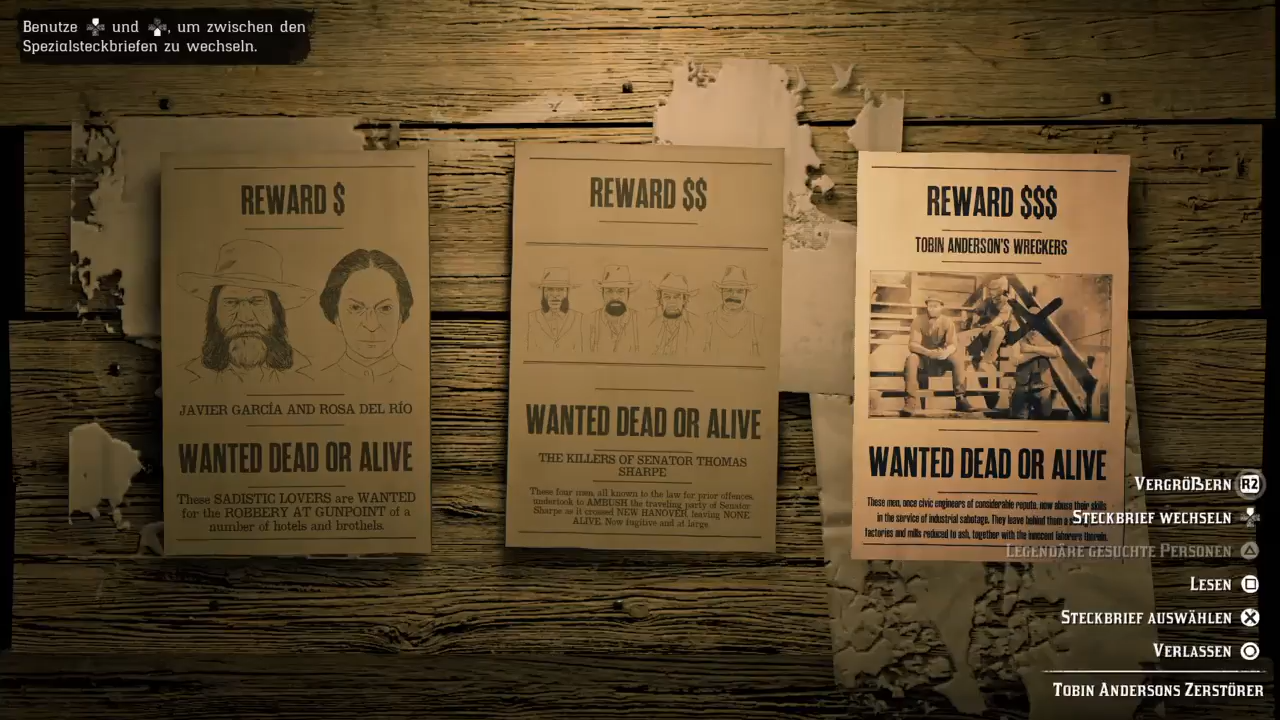 Benutze und , um zwischen den
Spezialsteckbriefen zu wechseln.
REWARD $
JAVIER GARCÍA AND ROSA DEL RÍO
WANTED DEAD OR ALIVE
These SADISTIC LOVERS are WANTED
for the ROBBERY AT GUNPOINT of a
number of hotels and brothels.
REWARD $$
WANTED DEAD OR ALIVE
THE KILLERS OF SENATOR THOMAS
SHARPE
These four men, all known to the law for prior offences,
undertook to AMBUSH the traveling party of Senator
Sharpe as it crossed NEW HANOVER, leaving NONE
ALIVE. Now fugitive and at large.
REWARD $$$
TOBIN ANDERSON'S WRECKERS
WANTED DEAD OR ALIVE
These men, once civic engineers of considerable repute, now abuse their skills
in the service of industrial sabotage. They leave behind them a
factories and mills reduced to ash, together with the innocent laborers therein.
VERGRÖẞERN R2
STECKBRIEF WECHSELN
LEGENDÄRE GESUCHTE PERSONEN
LESEN
STECKBRIEF AUSWÄHLEN
VERLASSEN
TOBIN ANDERSONS ZERSTÖRER